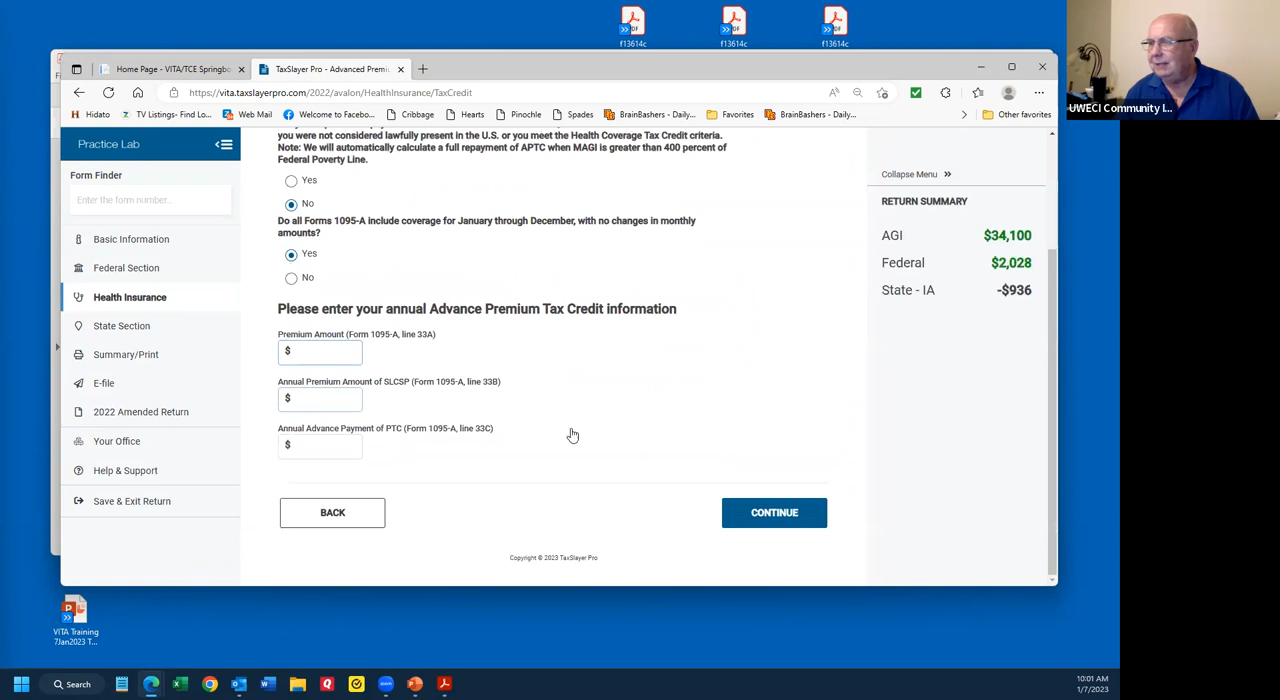 f13614c
f13614c
f13614c
Home Page - VITA/TCE Springbo
TaxSlayer Pro - Advanced Premi
https://vita.taxslayerpro.com/2022/avalon/HealthInsurance/TaxCredit
Hidato
TV Listings- Find Lo...
Web Mail
Welcome to Facebo...
Cribbage
Hearts
Pinochle
Spades
BrainBashers - Daily...
Favorites
BrainBashers - Daily...
Other favorites
UWECI Community I...
Practice Lab
Form Finder
Enter the form number...
Basic Information
Federal Section
Health Insurance
State Section
Summary/Print
E-file
2022 Amended Return
Your Office
Help & Support
Save & Exit Return
you were not considered lawfully present in the U.S. or you meet the Health Coverage Tax Credit criteria.
Note: We will automatically calculate a full repayment of APTC when MAGI is greater than 400 percent of
Federal Poverty Line.
Yes
No
Do all Forms 1095-A include coverage for January through December, with no changes in monthly
amounts?
Yes
No
Please enter your annual Advance Premium Tax Credit information
Premium Amount (Form 1095-A, line 33A)
$
Annual Premium Amount of SLCSP (Form 1095-A, line 33B)
$
Annual Advance Payment of PTC (Form 1095-A, line 33C)
$
BACK
CONTINUE
Copyright © 2023 TaxSlayer Pro
Collapse Menu
RETURN SUMMARY
AGI $34,100
Federal $2,028
State - IA -$936
VITA Training
7Jan2023 T...
Search
10:01 AM
1/7/2023